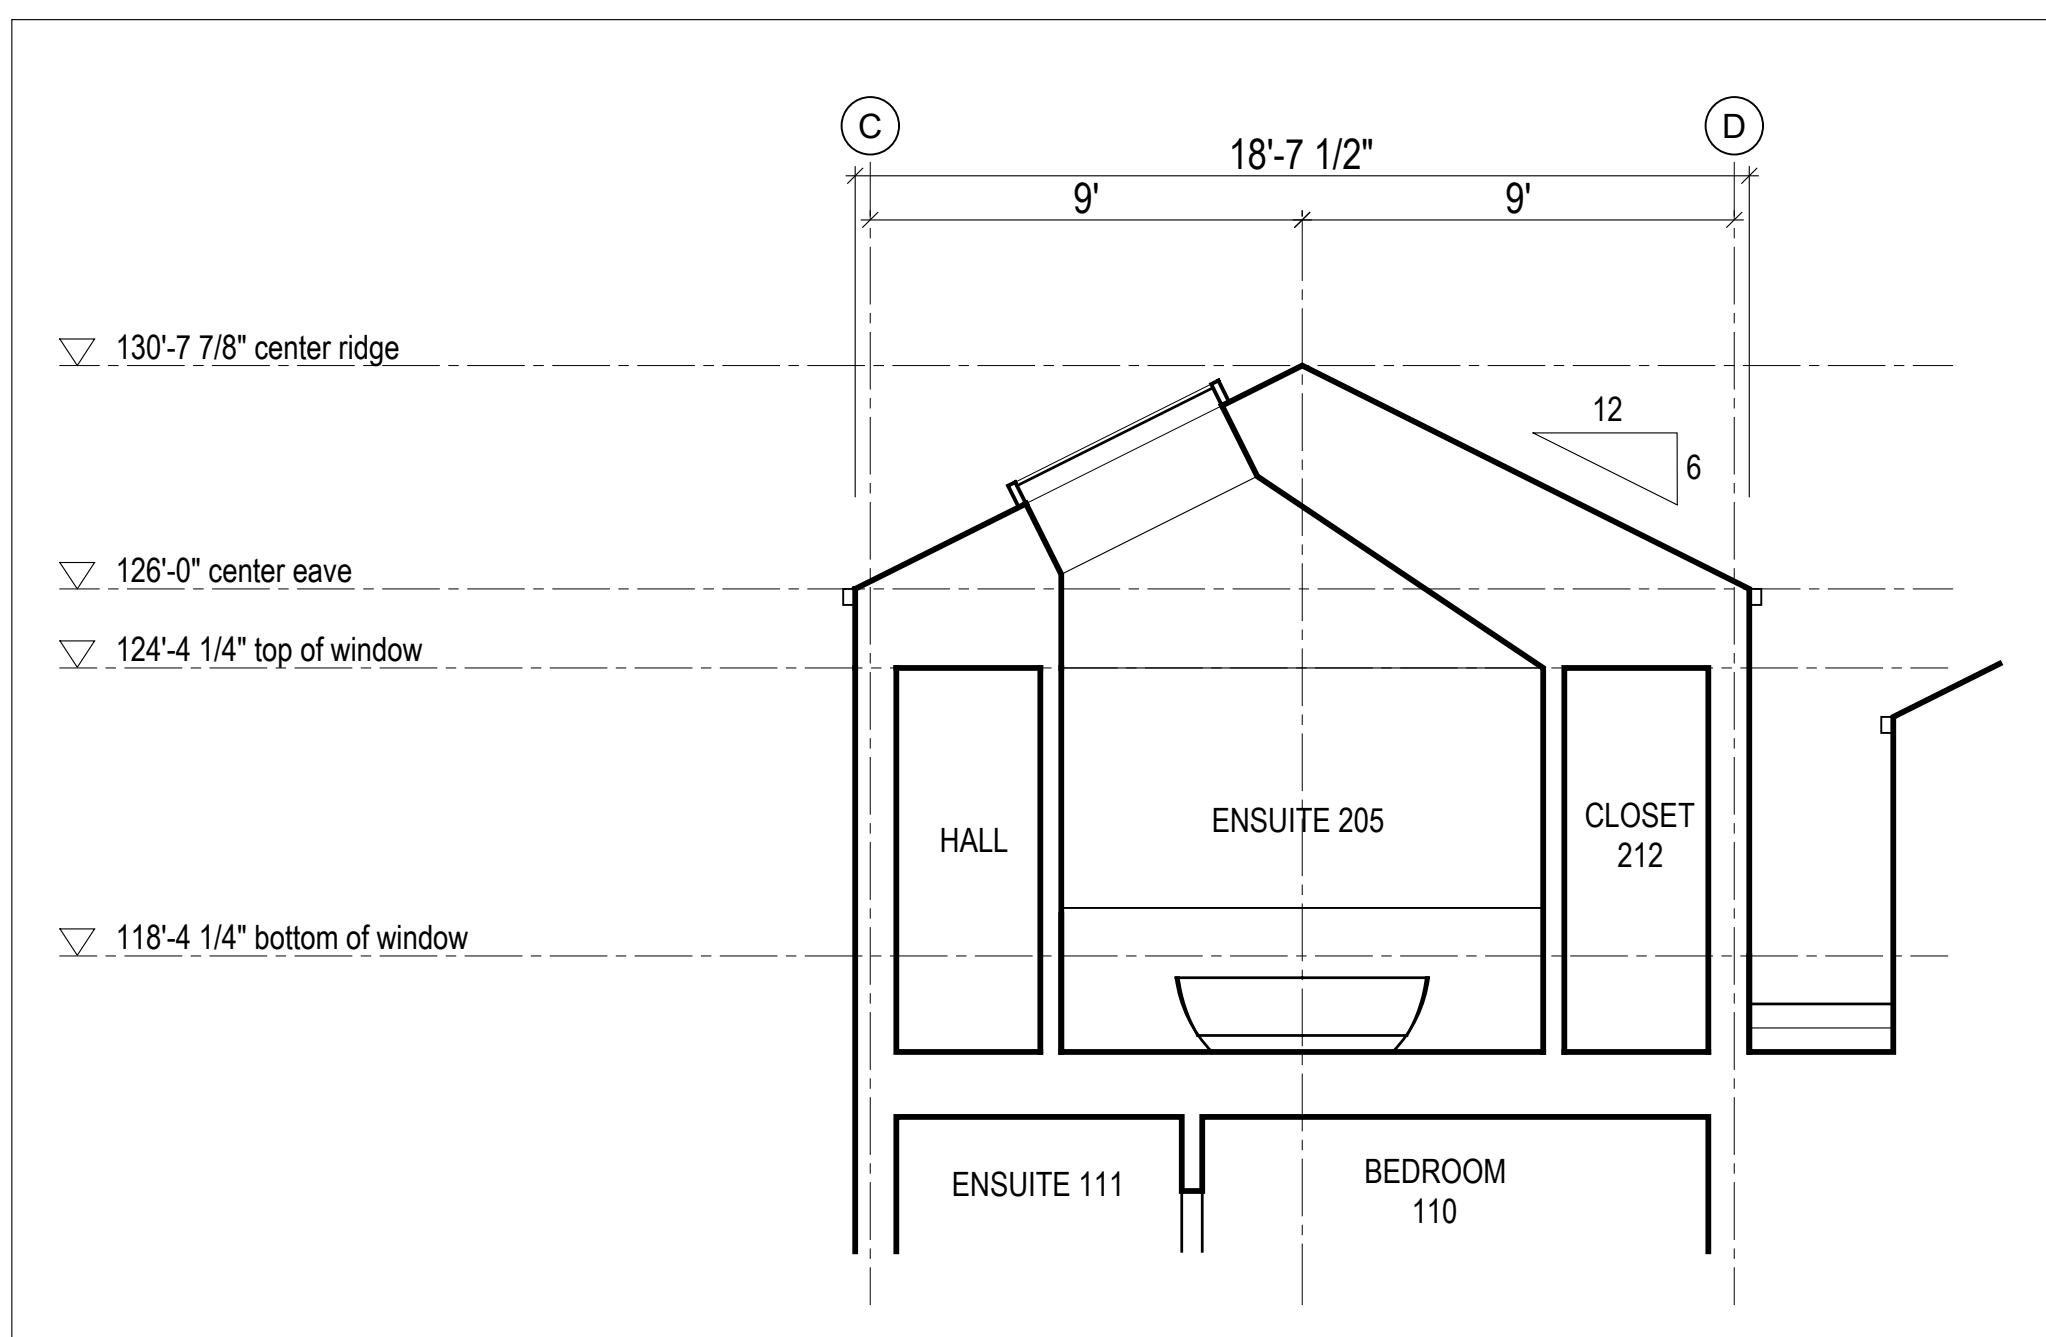 C
D
18'-7 1/2"
9'
9'
130'-7 7/8" center ridge
12
6
126'-0" center eave
124'-4 1/4" top of window
HALL
ENSUITE 205
CLOSET
212
118'-4 1/4" bottom of window
ENSUITE 111
BEDROOM
110